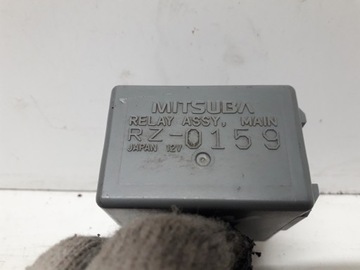 MITSUBA
RELAY ASSY, MAIN
RZ-0159
JAPAN 12V